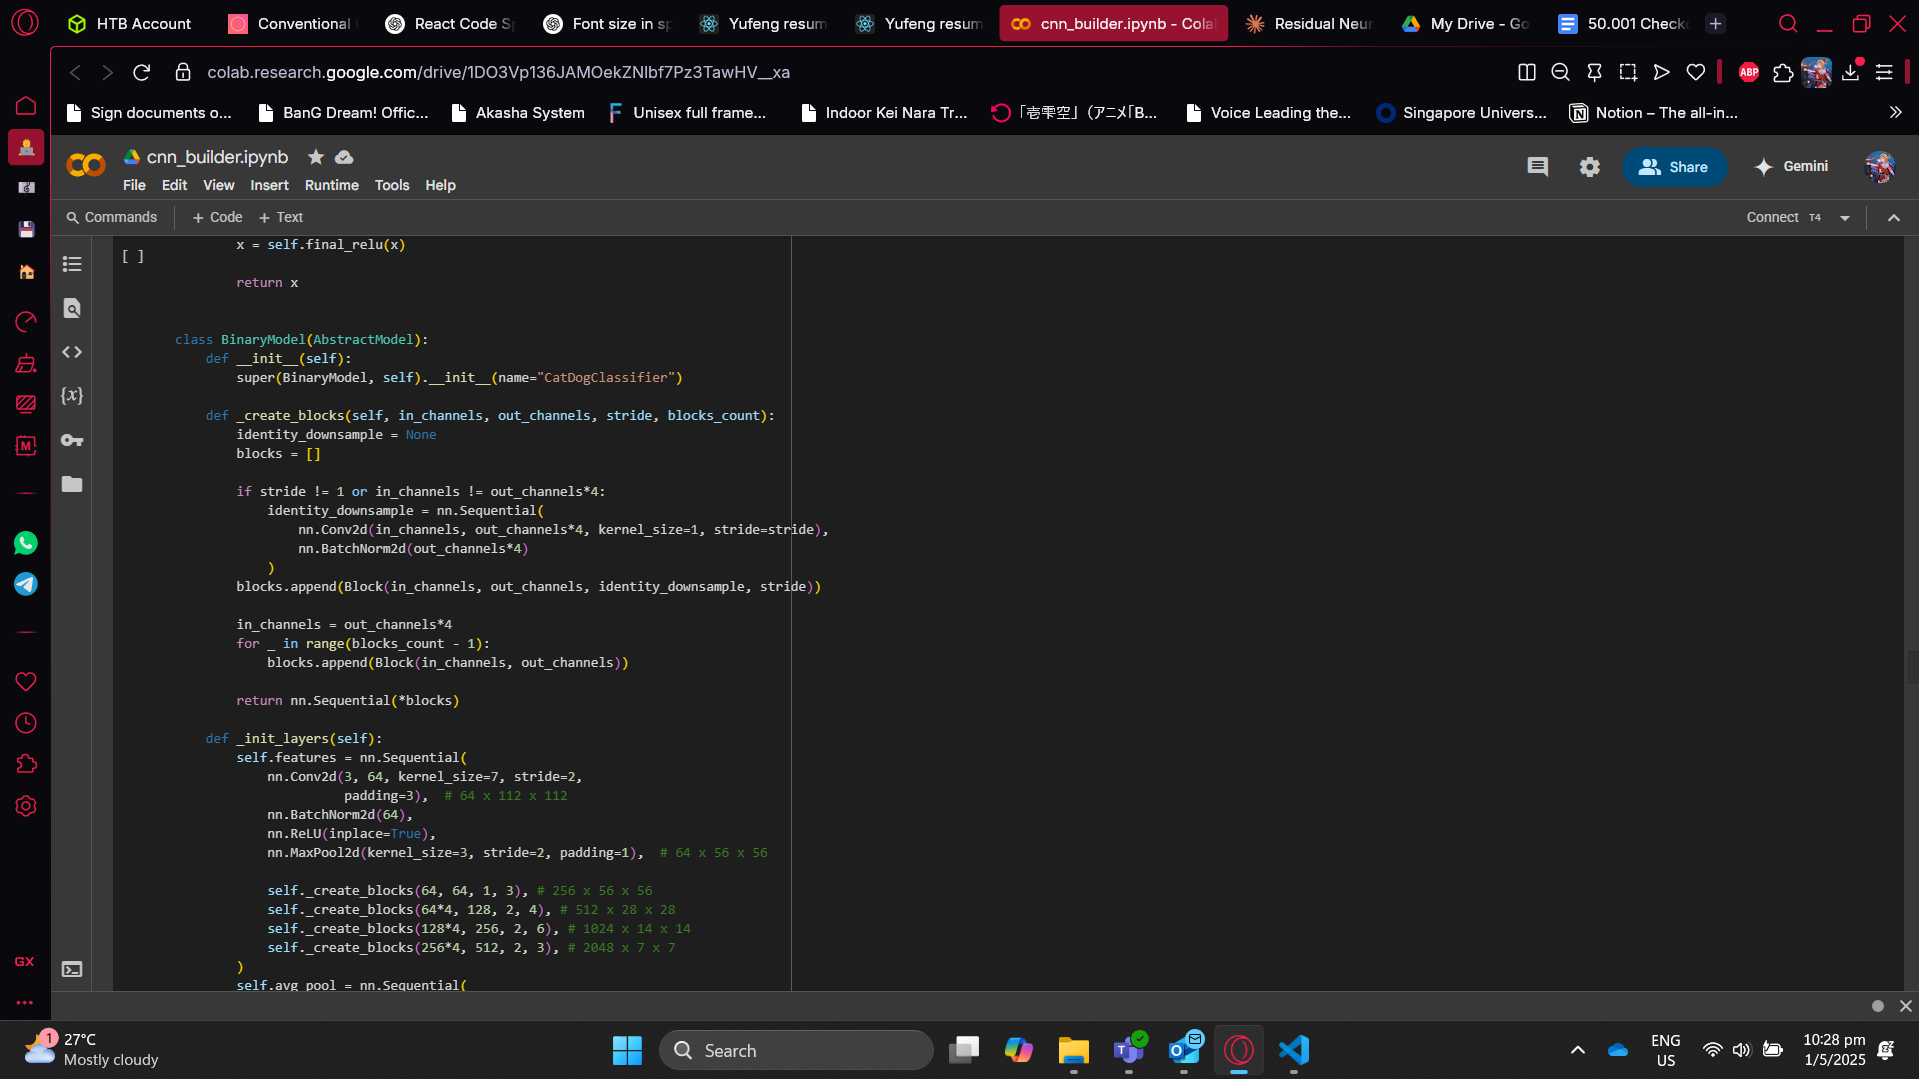 HTB Account
Conventional
React Code S
Font size in s
Yufeng resum
Yufeng resum
cnn_builder.ipynb - Cola
Residual Neur
My Drive - Go
50.001 Check
colab.research.google.com/drive/1DO3Vp136JAMOekZNIbf7Pz3TawHV__xa
ABP
Sign documents o...
BanG Dream! Offic...
Akasha System
Unisex full frame...
Indoor Kei Nara Tr...
「壱雫空」（アニメ「B...
Voice Leading the...
Singapore Univers...
Notion – The all-in...
cnn_builder.ipynb
File Edit View Insert Runtime Tools Help
Share
Gemini
Commands
+ Code + Text
Connect T4
[ ]
x = self.final_relu(x)
return x
class BinaryModel(AbstractModel):
def __init__(self):
super(BinaryModel, self).__init__(name="CatDogClassifier")
def _create_blocks(self, in_channels, out_channels, stride, blocks_count):
identity_downsample = None
blocks = []
if stride != 1 or in_channels != out_channels*4:
identity_downsample = nn.Sequential(
nn.Conv2d(in_channels, out_channels*4, kernel_size=1, stride=stride),
nn.BatchNorm2d(out_channels*4)
)
blocks.append(Block(in_channels, out_channels, identity_downsample, stride))
in_channels = out_channels*4
for _ in range(blocks_count - 1):
blocks.append(Block(in_channels, out_channels))
return nn.Sequential(*blocks)
def _init_layers(self):
self.features = nn.Sequential(
nn.Conv2d(3, 64, kernel_size=7, stride=2,
padding=3), # 64 x 112 x 112
nn.BatchNorm2d(64),
nn.ReLU(inplace=True),
nn.MaxPool2d(kernel_size=3, stride=2, padding=1), # 64 x 56 x 56
self._create_blocks(64, 64, 1, 3), # 256 x 56 x 56
self._create_blocks(64*4, 128, 2, 4), # 512 x 28 x 28
self._create_blocks(128*4, 256, 2, 6), # 1024 x 14 x 14
self._create_blocks(256*4, 512, 2, 3), # 2048 x 7 x 7
)
self.avg_pool = nn.Sequential(
GX
1
27°C
Mostly cloudy
Search
ENG
US
10:28 pm
1/5/2025